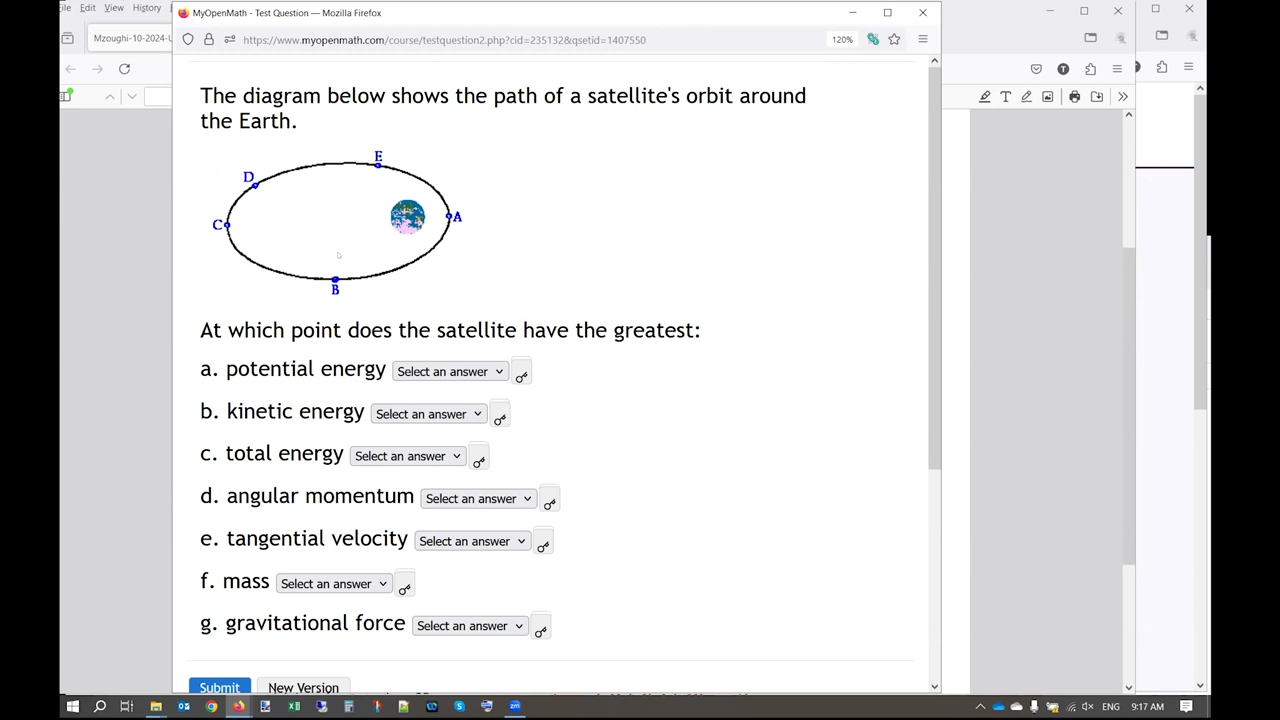 File Edit View History
MyOpenMath - Test Question — Mozilla Firefox
Mzoughi-10-2024-U
https://www.myopenmath.com/course/testquestion2.php?cid=235132&qsetid=1407550
120%
The diagram below shows the path of a satellite's orbit around
the Earth.
E
D
C
A
B
At which point does the satellite have the greatest:
a. potential energy Select an answer
b. kinetic energy Select an answer
c. total energy Select an answer
d. angular momentum Select an answer
e. tangential velocity Select an answer
f. mass Select an answer
g. gravitational force Select an answer
Submit New Version
9:17 AM